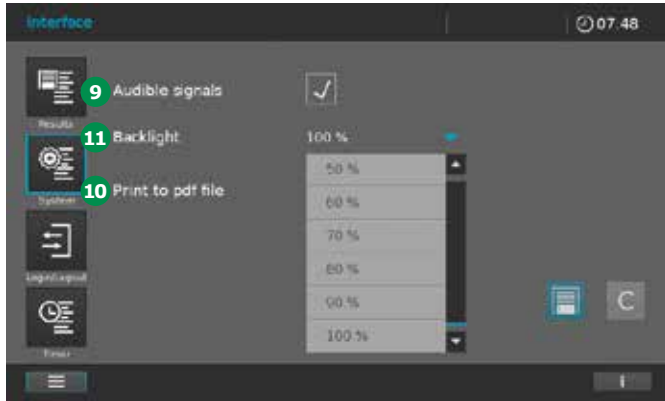 Interface
07.48
9 Audible signals
Results
11 Backlight
100 %
50 %
System
10 Print to pdf file
60 %
70 %
80 %
Login/Logout
90 %
C
100 %
Timer
i